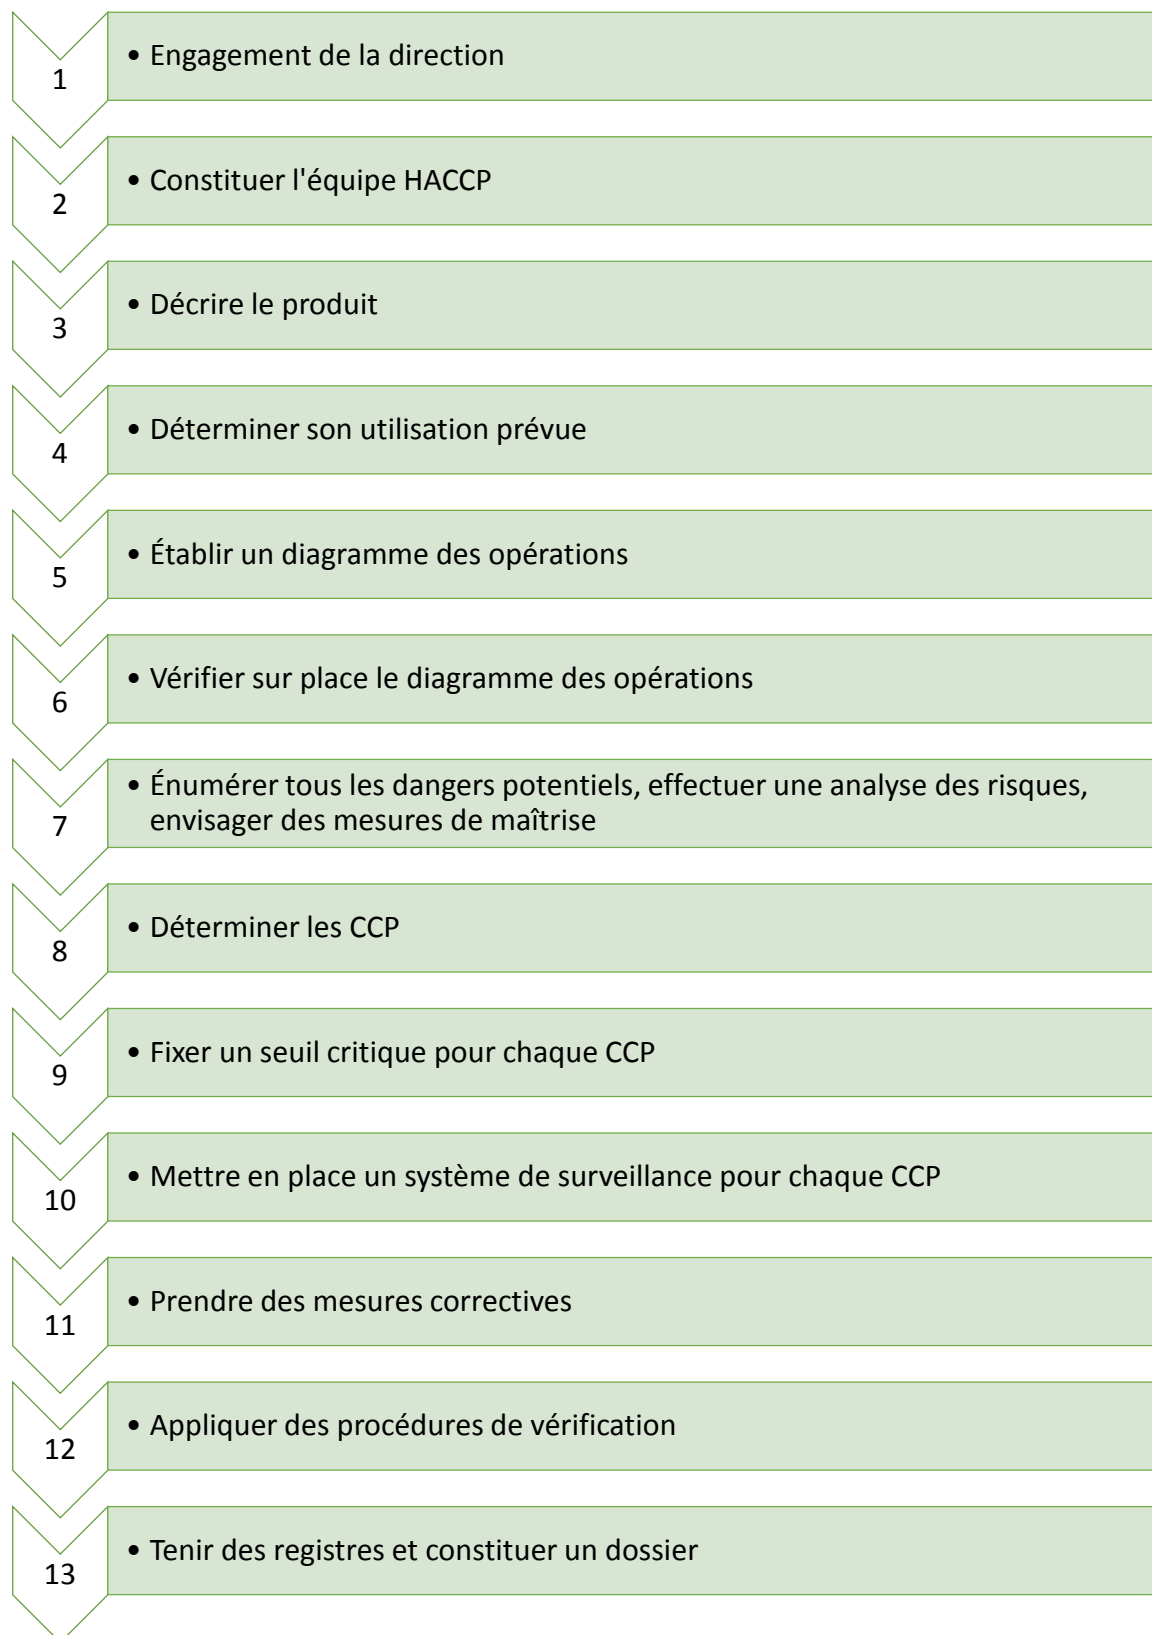 1
• Engagement de la direction
2
• Constituer l'équipe HACCP
3
• Décrire le produit
4
• Déterminer son utilisation prévue
5
• Établir un diagramme des opérations
6
• Vérifier sur place le diagramme des opérations
7
• Énumérer tous les dangers potentiels, effectuer une analyse des risques,
envisager des mesures de maîtrise
8
• Déterminer les CCP
9
• Fixer un seuil critique pour chaque CCP
10
• Mettre en place un système de surveillance pour chaque CCP
11
• Prendre des mesures correctives
12
• Appliquer des procédures de vérification
13
• Tenir des registres et constituer un dossier